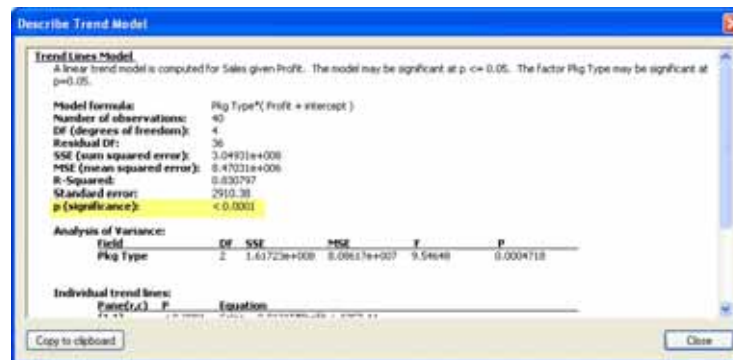 Describe Trend Model
Trend Lines Model
A linear trend model is computed for Sales given Profit. The model may be significant at p <= 0.05. The factor Pkg Type may be significant at
p=0.05.
Model formula: Pkg Type*( Profit + intercept )
Number of observations: 40
DF (degrees of freedom): 4
Residual DF: 36
SSE (sum squared error): 3.04931e+008
MSE (mean squared error): 8.47031e+006
R-Squared: 0.830797
Standard error: 2910.38
p (significance): < 0.0001
Analysis of Variance:
Field DF SSE MSE F P
Pkg Type 2 1.61723e+008 8.08617e+007 9.54648 0.0004718
Individual trend lines:
Pane(r,c) P Equation
Copy to clipboard
Close